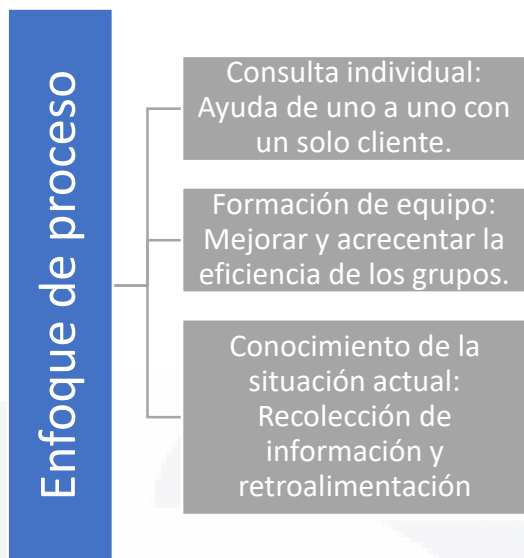 Enfoque de proceso
Consulta individual:
Ayuda de uno a uno con
un solo cliente.
Formación de equipo:
Mejorar y acrecentar la
eficiencia de los grupos.
Conocimiento de la
situación actual:
Recolección de
información y
retroalimentación